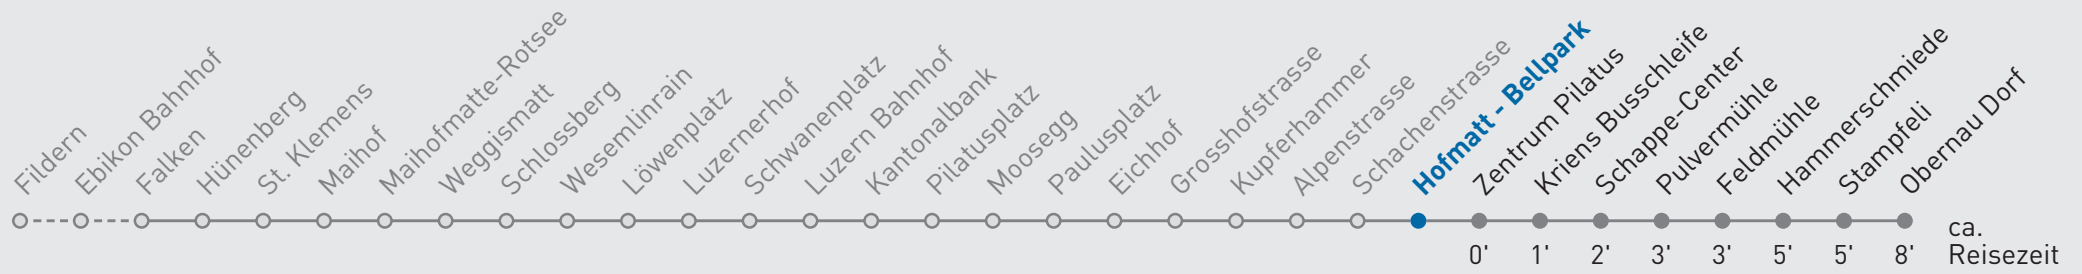 Fildern
Ebikon Bahnhof
Falken
Hünenberg
St. Klemens
Maihof
Maihofmatte-Rotsee
Weggismatt
Schlossberg
Wesemlinrain
Löwenplatz
Luzernerhof
Schwanenplatz
Luzern Bahnhof
Kantonalbank
Pilatusplatz
Moosegg
Paulusplatz
Eichhof
Grosshofstrasse
Kupferhammer
Alpenstrasse
Schachenstrasse
Hofmatt - Bellpark
Zentrum Pilatus
Kriens Busschleife
Schappe-Center
Pulvermühle
Feldmühle
Hammerschmiede
Stampfeli
Obernau Dorf
0' 1' 2' 3' 3' 5' 5' 8'
ca.
Reisezeit